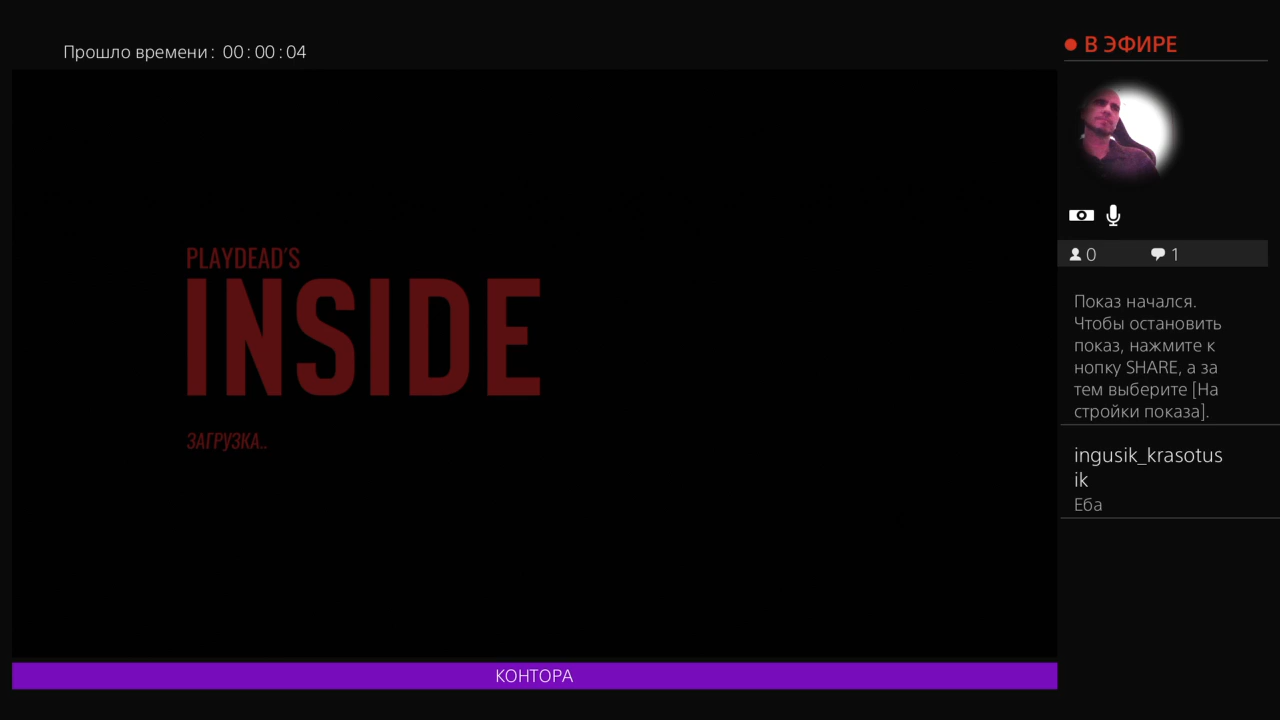 Прошло времени: 00:00:04
В ЭФИРЕ
PLAYDEAD'S
INSIDE
ЗАГРУЗКА..
0 1
Показ начался.
Чтобы остановить
показ, нажмите к
нопку SHARE, а за
тем выберите [На
стройки показа].
ingusik_krasotus
ik
Еба
КОНТОРА